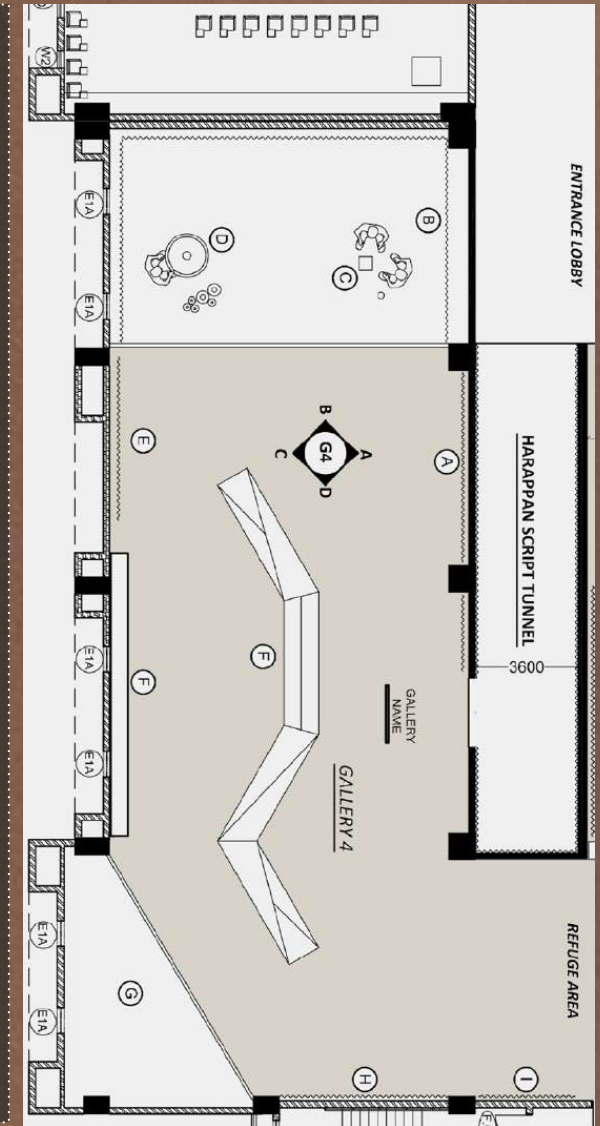 W2
ENTRANCE LOBBY
E1A
D
C
B
E1A
HARAPPAN SCRIPT TUNNEL
E
B
C
G4
A
D
A
3600
E1A
F
F
GALLERY
NAME
E1A
GALLERY 4
E1A
REFUGE AREA
G
E1A
H
I